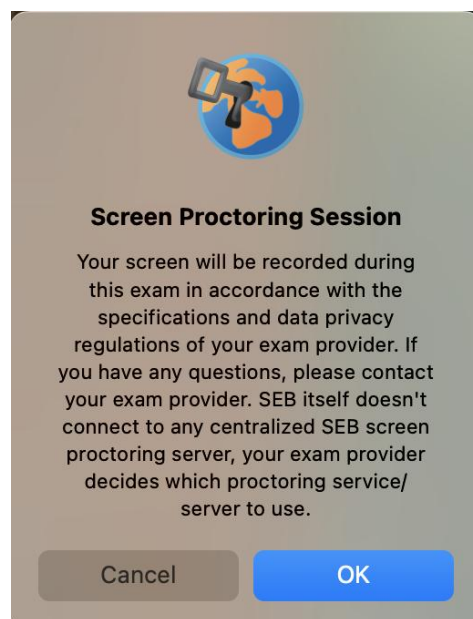 Screen Proctoring Session
Your screen will be recorded during
this exam in accordance with the
specifications and data privacy
regulations of your exam provider. If
you have any questions, please contact
your exam provider. SEB itself doesn't
connect to any centralized SEB screen
proctoring server, your exam provider
decides which proctoring service/
server to use.
Cancel
OK